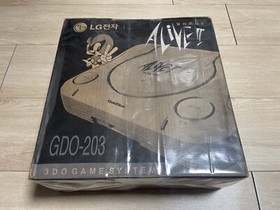 LG전자
ALIVE II
GDO-203
3DO GAME SYSTEM